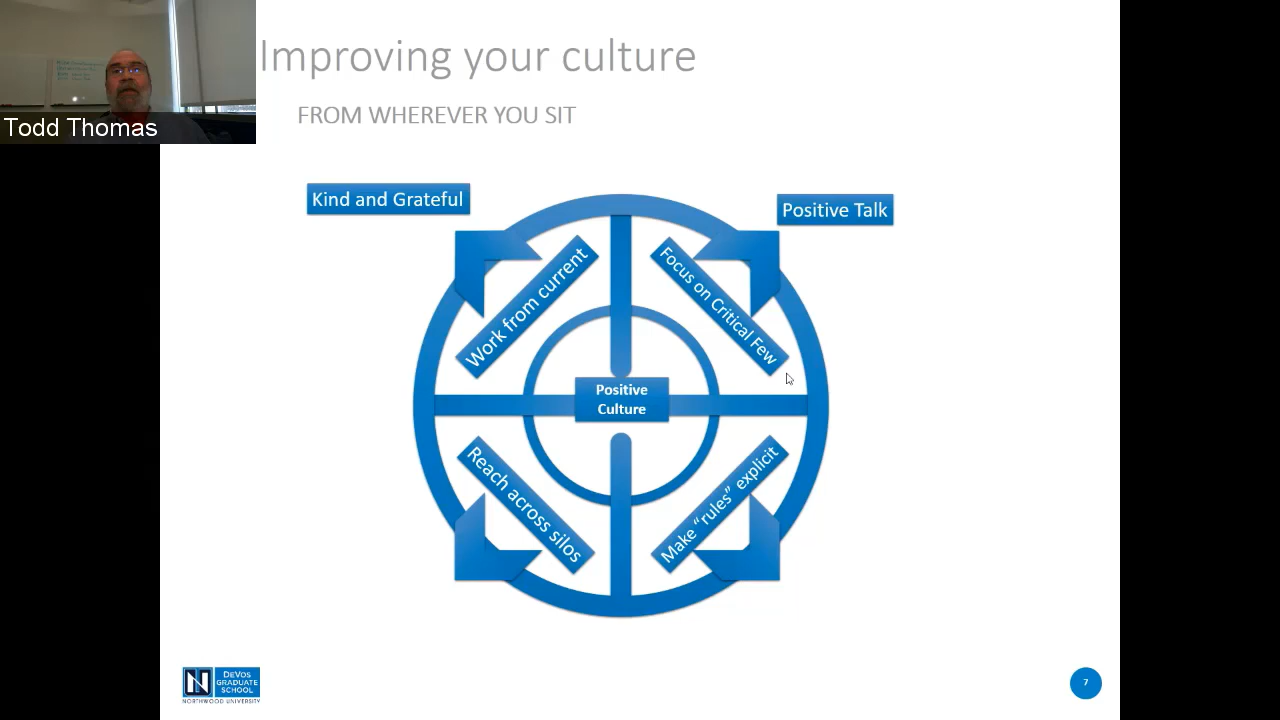 Improving your culture
FROM WHEREVER YOU SIT
Todd Thomas
Kind and Grateful
Positive Talk
Work from current
Focus on Critical Few
Positive
Culture
Reach across silos
Make “rules” explicit
N
DEVOS
GRADUATE
SCHOOL
NORTHWOOD UNIVERSITY
7